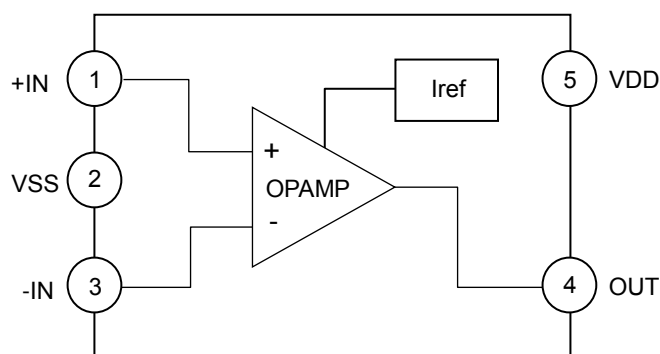 +IN
1
Iref
5
VDD
+
VSS
2
OPAMP
-
-IN
3
4
OUT